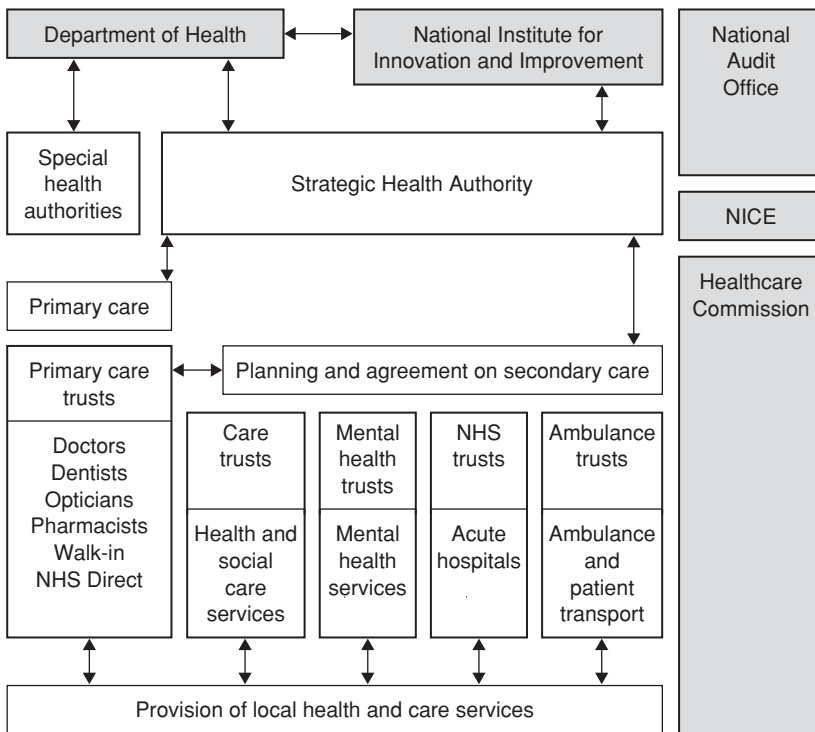 Department of Health
National Institute for
Innovation and Improvement
National
Audit
Office
Special
health
authorities
Strategic Health Authority
NICE
Healthcare
Commission
Primary care
Primary care
trusts
Planning and agreement on secondary care
Doctors
Dentists
Opticians
Pharmacists
Walk-in
NHS Direct
Care
trusts
Health and
social
care
services
Mental
health
trusts
Mental
health
services
NHS
trusts
Acute
hospitals
Ambulance
trusts
Ambulance
and
patient
transport
Provision of local health and care services